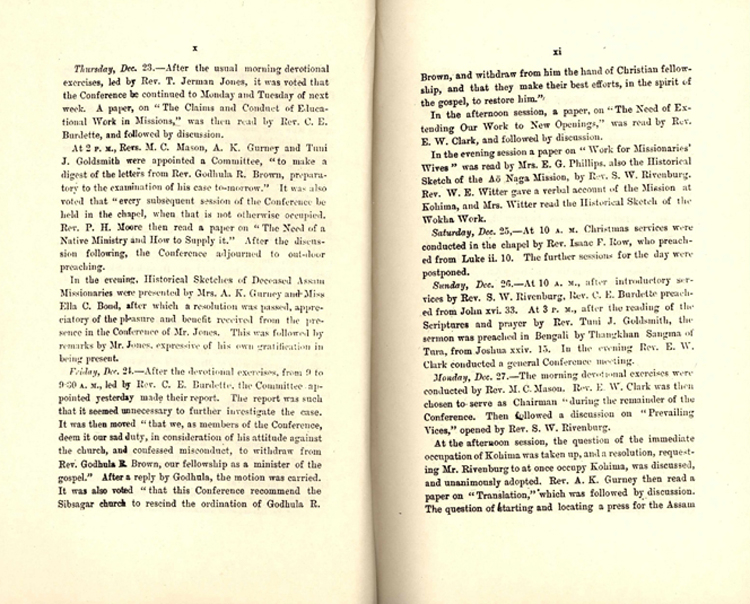 x
Thursday, Dec. 23.—After the usual morning devotional
exercises, led by Rev. T. Jerman Jones, it was voted that
the Conference be continued to Monday and Tuesday of next
week. A paper, on "The Claims and Conduct of Educa-
tional Work in Missions," was then read by Rev. C. E.
Burdette, and followed by discussion.
At 2 P. M., Revs. M. C. Mason, A. K. Gurney and Tuni
J. Goldsmith were appointed a Committee, "to make a
digest of the letters from Rev. Godhula R. Brown, prepara-
tory to the examination of his case to-morrow." It was also
voted that "every subsequent session of the Conference be
held in the chapel, when that is not otherwise occupied.
Rev. P. H. Moore then read a paper on "The Need of a
Native Ministry and How to Supply it." After the discus-
sion following, the Conference adjourned to out-door
preaching.
In the evening, Historical Sketches of Deceased Assam
Missionaries were presented by Mrs. A. K. Gurney and Miss
Ella C. Bond, after which a resolution was passed, appre-
ciatory of the pleasure and benefit received from the pre-
sence in the Conference of Mr. Jones. This was followed by
remarks by Mr. Jones, expressive of his own gratification in
being present.
Friday, Dec. 24.—After the devotional exercises, from 9 to
9·30 A. M., led by Rev. C. E. Burdette, the Committee ap-
pointed yesterday made their report. The report was such
that it seemed unnecessary to further investigate the case.
It was then moved "that we, as members of the Conference,
deem it our sad duty, in consideration of his attitude against
the church, and confessed misconduct, to withdraw from
Rev. Godhula R. Brown, our fellowship as a minister of the
gospel." After a reply by Godhula, the motion was carried.
It was also voted "that this Conference recommend the
Sibsagar church to rescind the ordination of Godhula R.
xi
Brown, and withdraw from him the hand of Christian fellow-
ship, and that they make their best efforts, in the spirit of
the gospel, to restore him."
In the afternoon session, a paper, on "The Need of Ex-
tending Our Work to New Openings," was read by Rev.
E. W. Clark, and followed by discussion.
In the evening session a paper on "Work for Missionaries'
Wives" was read by Mrs. E. G. Phillips, also the Historical
Sketch of the Aō Naga Mission, by Rev. S. W. Rivenburg.
Rev. W. E. Witter gave a verbal account of the Mission at
Kohima, and Mrs. Witter read the Historical Sketch of the
Wokha Work.
Saturday, Dec. 25,—At 10 A. M. Christmas services were
conducted in the chapel by Rev. Isaac F. Row, who preach-
ed from Luke ii. 10. The further sessions for the day were
postponed.
Sunday, Dec. 26.—At 10 A. M., after introductory ser-
vices by Rev. S. W. Rivenburg, Rev. C. E. Burdette preach-
ed from John xvi. 33. At 3 P. M., after the reading of the
Scriptures and prayer by Rev. Tuni J. Goldsmith, the
sermon was preached in Bengali by Thangkhan Sangma of
Tura, from Joshua xxiv. 15. In the evening Rev. E. W.
Clark conducted a general Conference meeting.
Monday, Dec. 27.—The morning devotional exercises were
conducted by Rev. M. C. Mason. Rev. E. W. Clark was then
chosen to serve as Chairman "during the remainder of the
Conference. Then followed a discussion on "Prevailing
Vices," opened by Rev. S. W. Rivenburg.
At the afternoon session, the question of the immediate
occupation of Kohima was taken up, and a resolution, request-
ing Mr. Rivenburg to at once occupy Kohima, was discussed,
and unanimously adopted. Rev. A. K. Gurney then read a
paper on "Translation," which was followed by discussion.
The question of starting and locating a press for the Assam